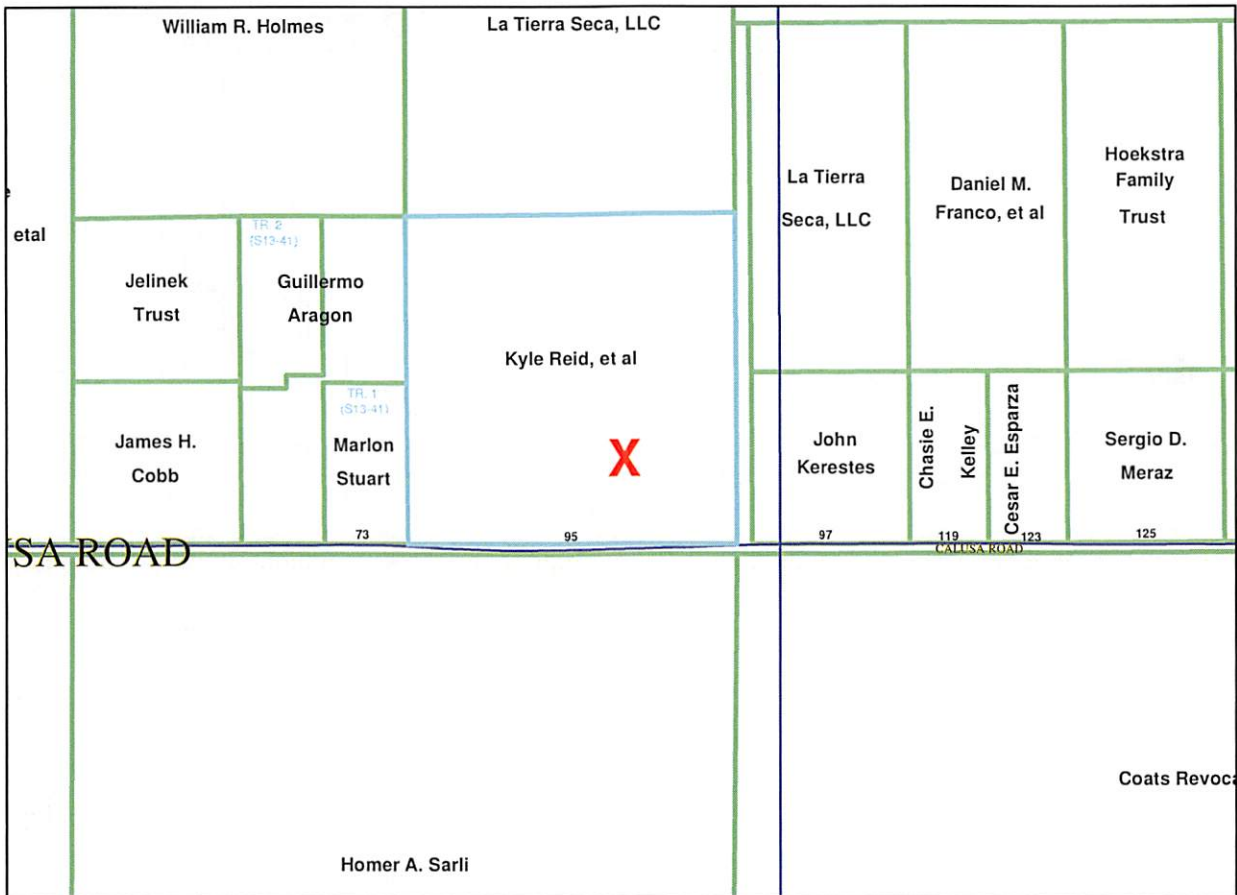 William R. Holmes
La Tierra Seca, LLC
etal
La Tierra
Seca, LLC
Daniel M.
Franco, et al
Hoekstra
Family
Trust
TR. 2
(S13-41)
Jelinek
Trust
Guillermo
Aragon
Kyle Reid, et al
TR. 1
(S13-41)
James H.
Cobb
Marlon
Stuart
X
John
Kerestes
Chasie E.
Kelley
Cesar E. Esparza
Sergio D.
Meraz
73
95
97
119
123
125
SA ROAD
CALUSA ROAD
Coats Revoca
Homer A. Sarli